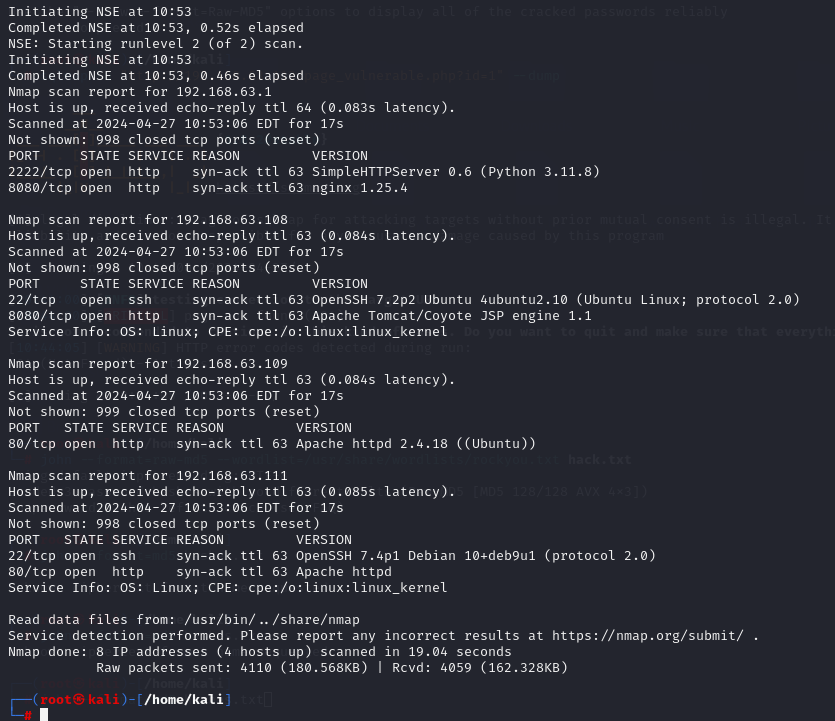 Initiating NSE at 10:53
Completed NSE at 10:53, 0.52s elapsed
NSE: Starting runlevel 2 (of 2) scan.
Initiating NSE at 10:53
Completed NSE at 10:53, 0.46s elapsed
Nmap scan report for 192.168.63.1
Host is up, received echo-reply ttl 64 (0.083s latency).
Scanned at 2024-04-27 10:53:06 EDT for 17s
Not shown: 998 closed tcp ports (reset)
PORT     STATE SERVICE REASON         VERSION
2222/tcp open  http    syn-ack ttl 63 SimpleHTTPServer 0.6 (Python 3.11.8)
8080/tcp open  http    syn-ack ttl 63 nginx 1.25.4

Nmap scan report for 192.168.63.108
Host is up, received echo-reply ttl 63 (0.084s latency).
Scanned at 2024-04-27 10:53:06 EDT for 17s
Not shown: 998 closed tcp ports (reset)
PORT     STATE SERVICE REASON         VERSION
22/tcp   open  ssh     syn-ack ttl 63 OpenSSH 7.2p2 Ubuntu 4ubuntu2.10 (Ubuntu Linux; protocol 2.0)
8080/tcp open  http    syn-ack ttl 63 Apache Tomcat/Coyote JSP engine 1.1
Service Info: OS: Linux; CPE: cpe:/o:linux:linux_kernel

Nmap scan report for 192.168.63.109
Host is up, received echo-reply ttl 63 (0.084s latency).
Scanned at 2024-04-27 10:53:06 EDT for 17s
Not shown: 999 closed tcp ports (reset)
PORT   STATE SERVICE REASON         VERSION
80/tcp open  http    syn-ack ttl 63 Apache httpd 2.4.18 ((Ubuntu))

Nmap scan report for 192.168.63.111
Host is up, received echo-reply ttl 63 (0.085s latency).
Scanned at 2024-04-27 10:53:06 EDT for 17s
Not shown: 998 closed tcp ports (reset)
PORT   STATE SERVICE REASON         VERSION
22/tcp open  ssh     syn-ack ttl 63 OpenSSH 7.4p1 Debian 10+deb9u1 (protocol 2.0)
80/tcp open  http    syn-ack ttl 63 Apache httpd
Service Info: OS: Linux; CPE: cpe:/o:linux:linux_kernel

Read data files from: /usr/bin/../share/nmap
Service detection performed. Please report any incorrect results at https://nmap.org/submit/ .
Nmap done: 8 IP addresses (4 hosts up) scanned in 19.04 seconds
           Raw packets sent: 4110 (180.568KB) | Rcvd: 4059 (162.328KB)

┌──(root㉿kali)-[/home/kali]
└─#